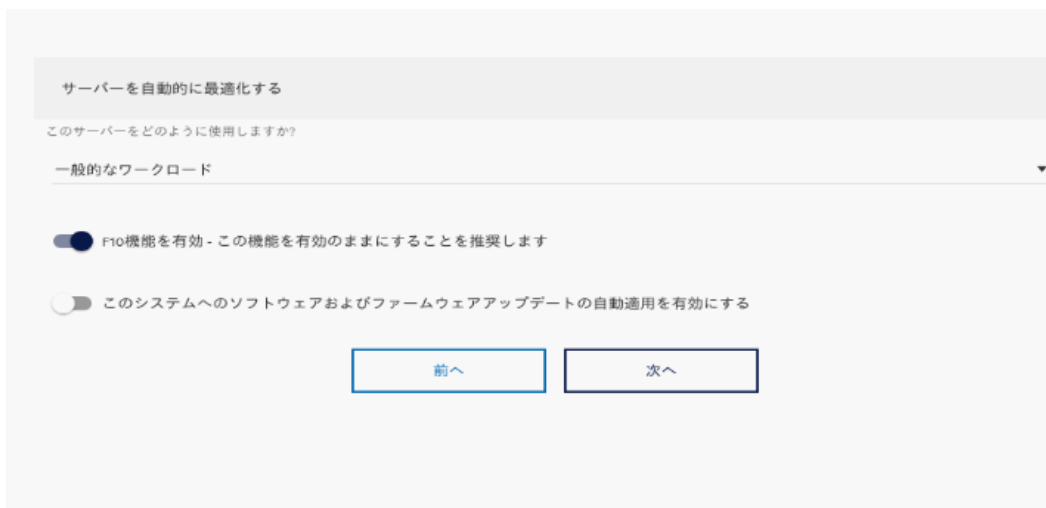 サーバーを自動的に最適化する
このサーバーをどのように使用しますか?
一般的なワークロード
F10機能を有効 - この機能を有効のままにすることを推奨します
このシステムへのソフトウェアおよびファームウェアアップデートの自動適用を有効にする
前へ
次へ